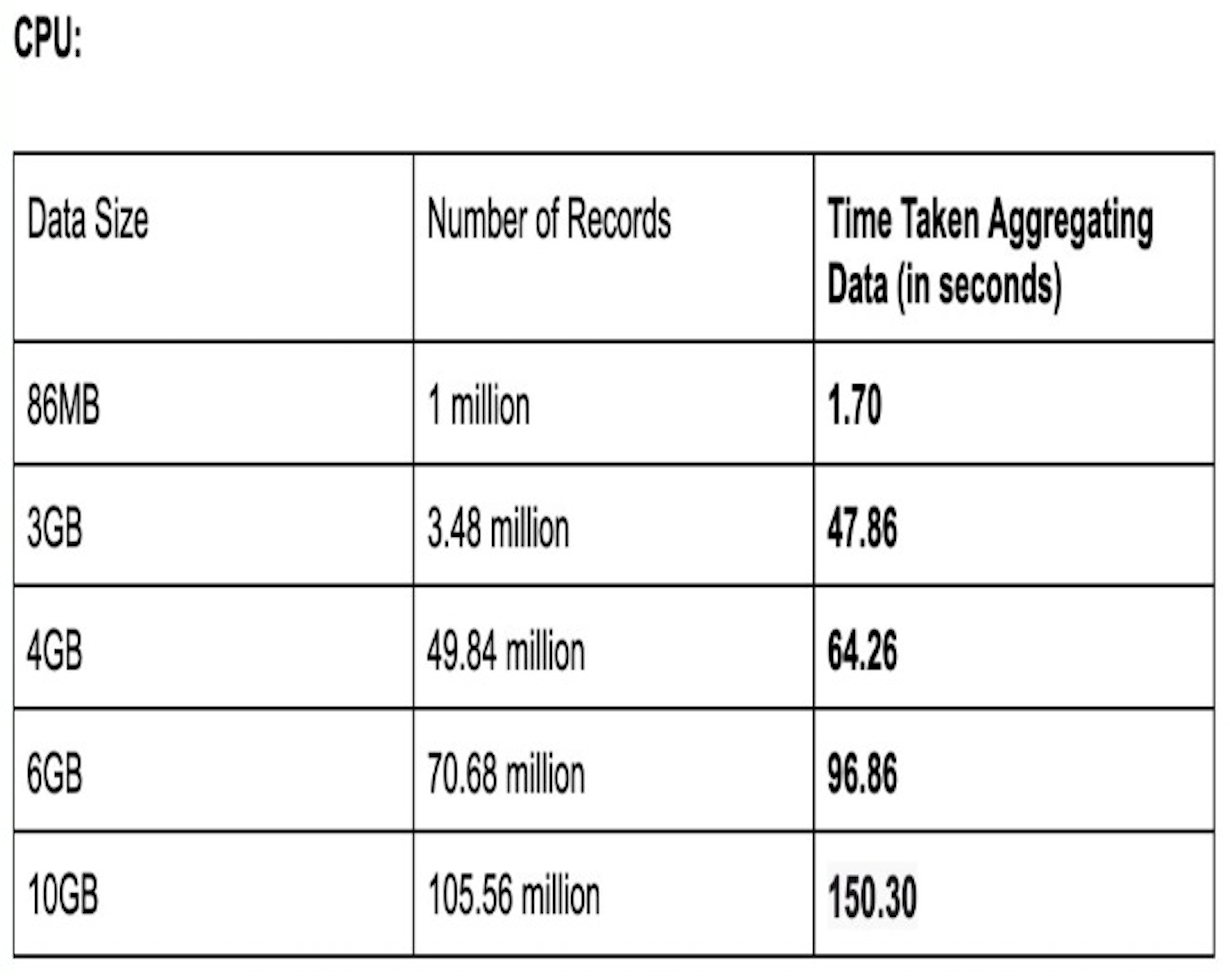 CPU:
Data Size
Number of Records
Time Taken Aggregating
Data (in seconds)
86MB
1 million
1.70
3GB
3.48 million
47.86
4GB
49.84 million
64.26
6GB
70.68 million
96.86
10GB
105.56 million
150.30